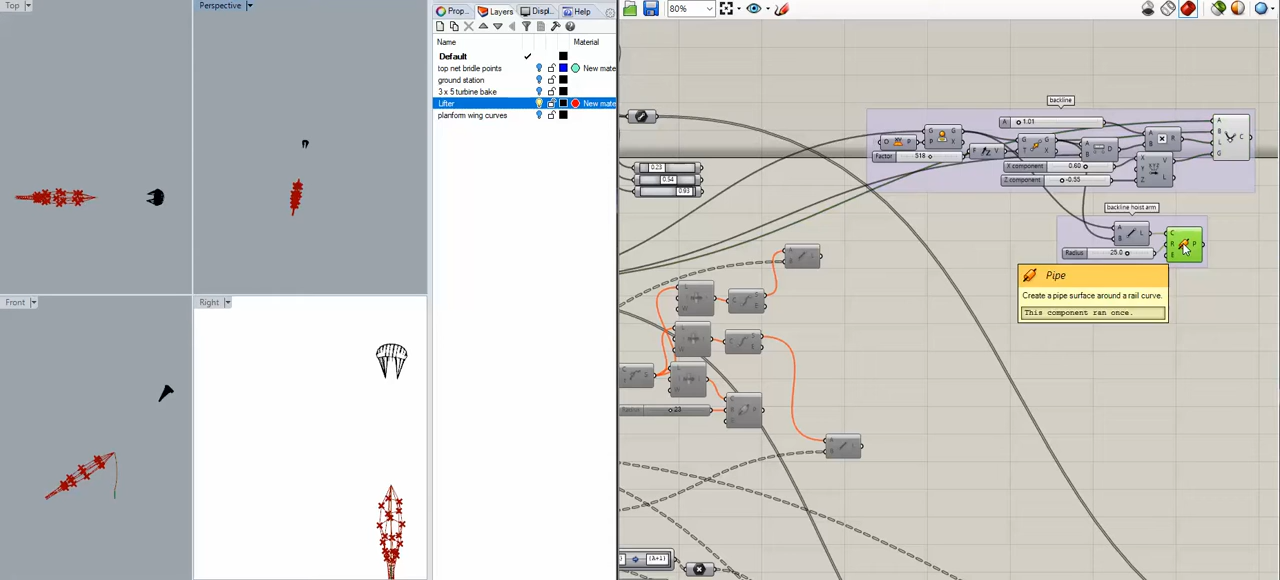 Top
Perspective
Front
Right
Prop...
Layers
Displ...
Help
Name
Material
Default
top net bridle points
New mate
ground station
3 x 5 turbine bake
Lifter
New mate
planform wing curves
80%
backline
A
1.01
Factor
518
X component
0.60
Z component
-0.55
0.23
0.54
0.93
backline hoist arm
Radius
25.0
Pipe
Create a pipe surface around a rail curve.
This component ran once.
Radius
23